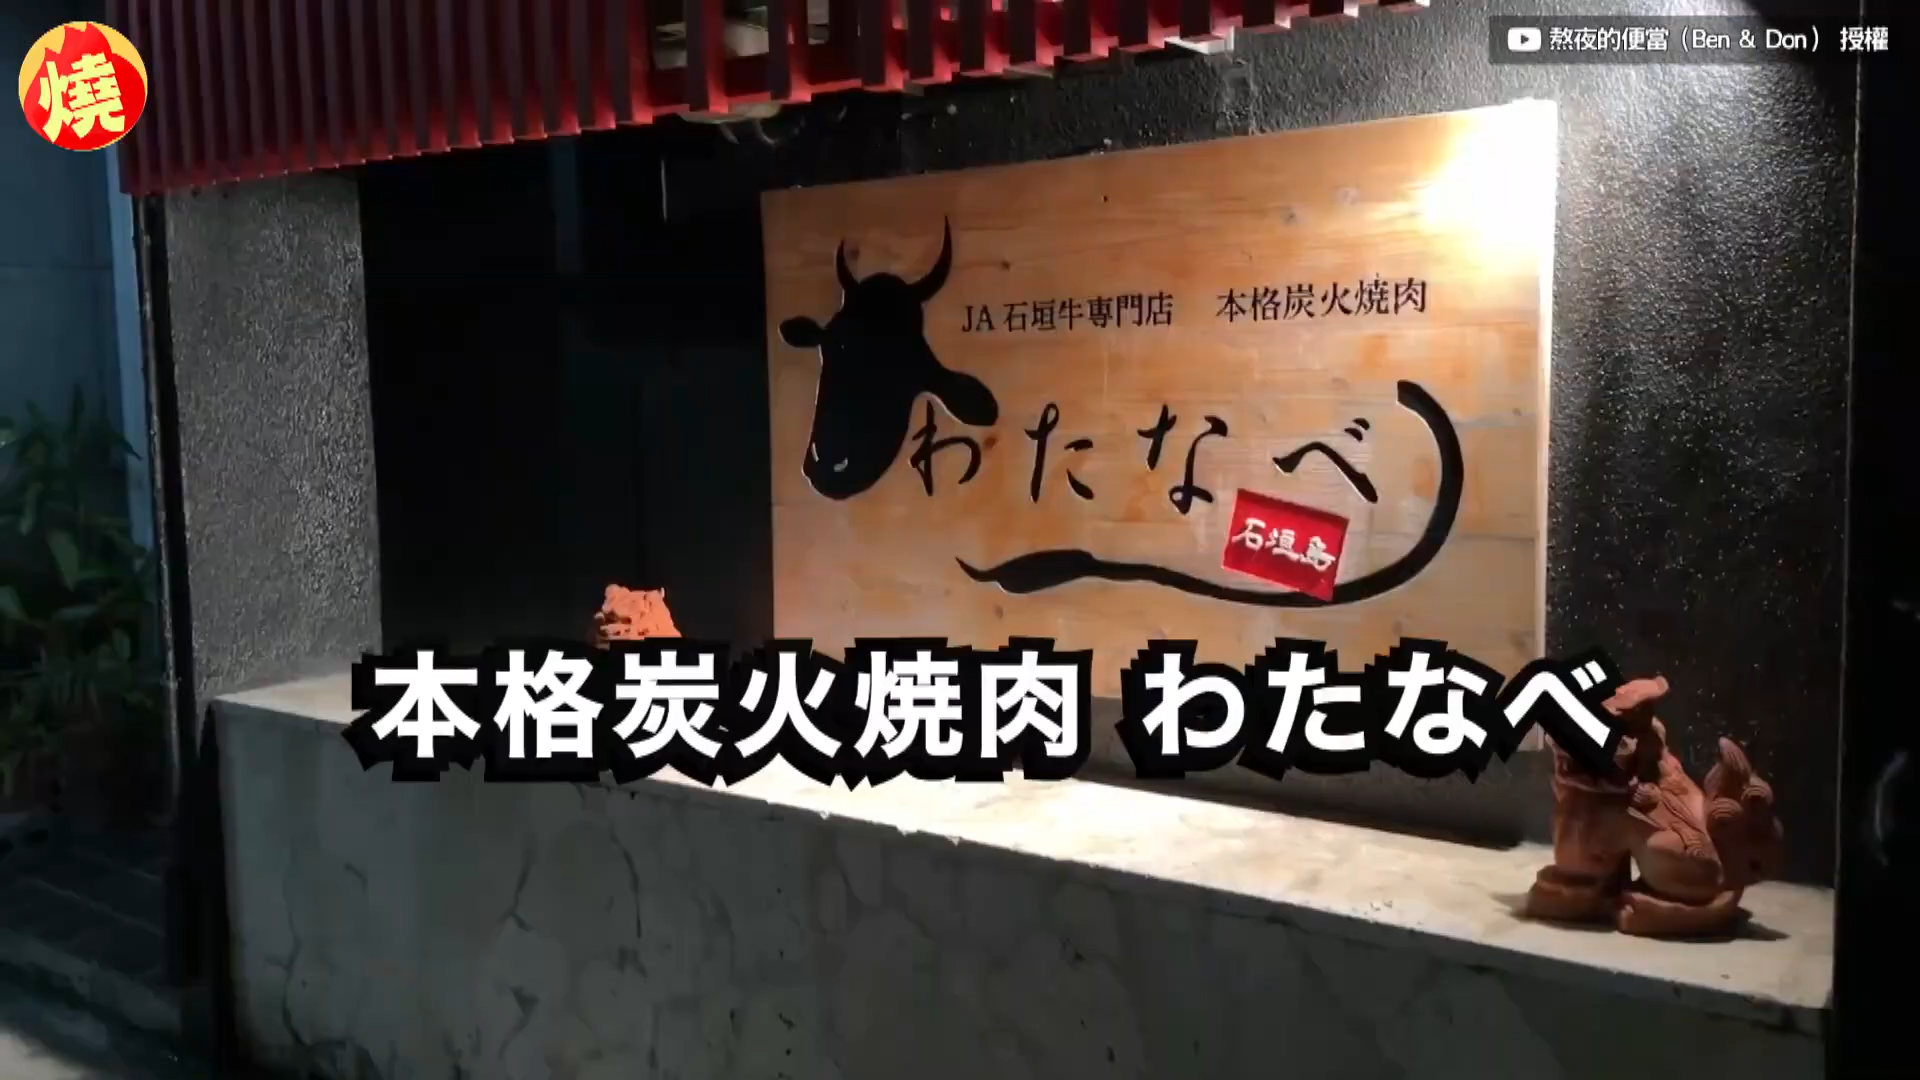 燒
熬夜的便當（Ben & Don） 授權
JA 石垣牛専門店 本格炭火焼肉
わたなべ
石垣島
本格炭火焼肉 わたなべ